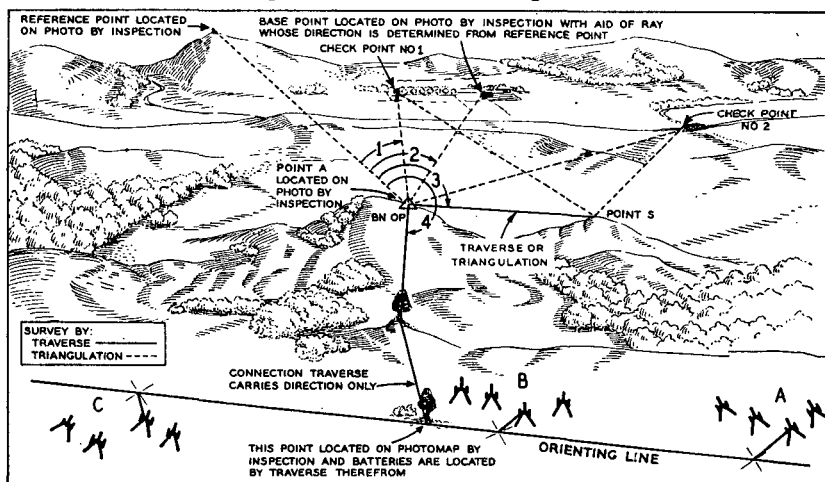 REFERENCE POINT LOCATED
ON PHOTO BY INSPECTION
BASE POINT LOCATED ON PHOTO BY INSPECTION WITH AID OF RAY
WHOSE DIRECTION IS DETERMINED FROM REFERENCE POINT
CHECK POINT NO 1
CHECK POINT
NO 2
1
2
3
4
POINT A
LOCATED ON
PHOTO BY
INSPECTION
BN OP
POINT S
TRAVERSE OR
TRIANGULATION
SURVEY BY:
TRAVERSE
TRIANGULATION
CONNECTION TRAVERSE
CARRIES DIRECTION ONLY
C
B
A
THIS POINT LOCATED ON PHOTOMAP BY
INSPECTION AND BATTERIES ARE LOCATED
BY TRAVERSE THEREFROM
ORIENTING LINE